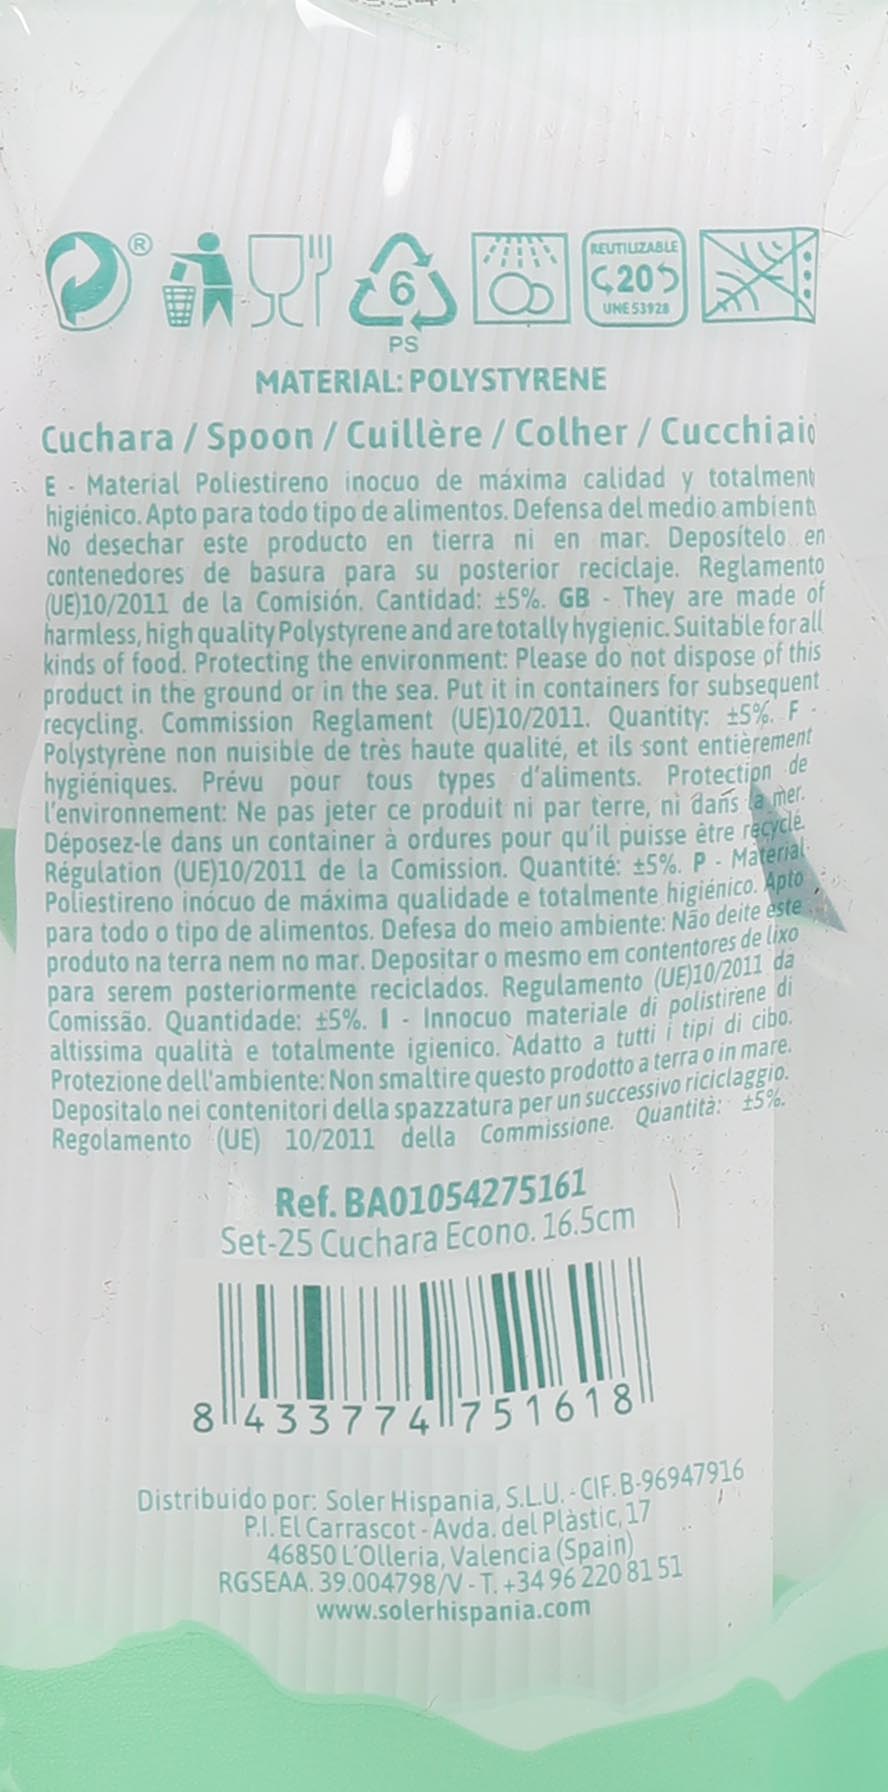 ®
6
PS
REUTILIZABLE
20
UNE 53928
MATERIAL: POLYSTYRENE
Cuchara / Spoon / Cuillère / Colher / Cucchiaio
E - Material Poliestireno inocuo de máxima calidad y totalment
higiénico. Apto para todo tipo de alimentos. Defensa del medio ambient
No desechar este producto en tierra ni en mar. Deposítelo en
contenedores de basura para su posterior reciclaje. Reglamento
(UE)10/2011 de la Comisión. Cantidad: ±5%. GB - They are made of
harmless, high quality Polystyrene and are totally hygienic. Suitable for all
kinds of food. Protecting the environment: Please do not dispose of this
product in the ground or in the sea. Put it in containers for subsequent
recycling. Commission Reglament (UE)10/2011. Quantity: ±5%. F -
Polystyrène non nuisible de très haute qualité, et ils sont entièrement
hygiéniques. Prévu pour tous types d'aliments. Protection de
l'environnement: Ne pas jeter ce produit ni par terre, ni dans la mer.
Déposez-le dans un container à ordures pour qu'il puisse être recyclé.
Régulation (UE)10/2011 de la Comission. Quantité: ±5%. P - Material
Poliestireno inócuo de máxima qualidade e totalmente higiénico. Apto
para todo o tipo de alimentos. Defesa do meio ambiente: Não deite este
produto na terra nem no mar. Depositar o mesmo em contentores de lixo
para serem posteriormente reciclados. Regulamento (UE)10/2011 da
Comissão. Quantidade: ±5%. I - Innocuo materiale di polistirene di
altissima qualità e totalmente igienico. Adatto a tutti i tipi di cibo.
Protezione dell'ambiente: Non smaltire questo prodotto a terra o in mare.
Depositalo nei contenitori della spazzatura per un successivo riciclaggio.
Regolamento (UE) 10/2011 della Commissione. Quantità: ±5%.
Ref. BA01054275161
Set-25 Cuchara Econo. 16.5cm
8 433774 751618
Distribuido por: Soler Hispania, S.L.U. - CIF. B-96947916
P.I. El Carrascot - Avda. del Plàstic, 17
46850 L'Olleria, Valencia (Spain)
RGSEAA. 39.004798/V - T. +34 96 220 81 51
www.solerhispania.com